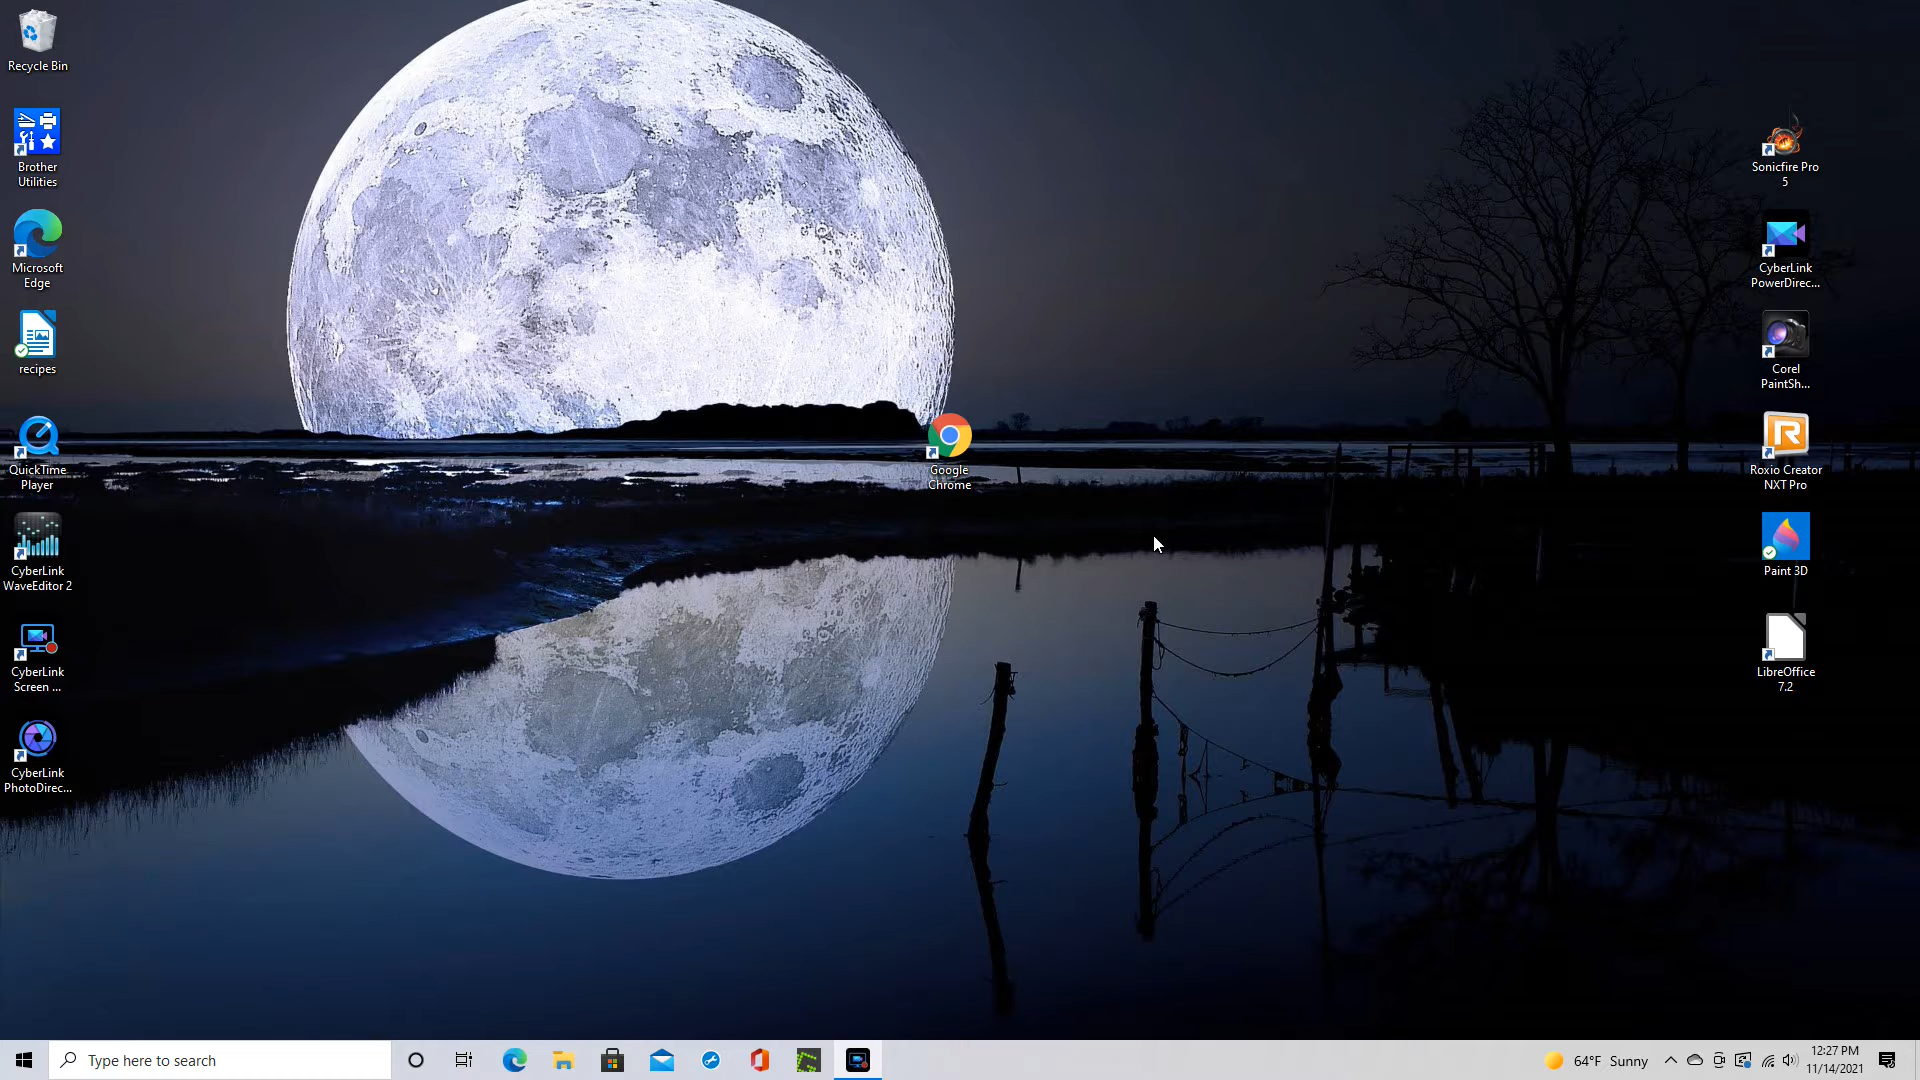 Recycle Bin
Brother
Utilities
Microsoft
Edge
recipes
QuickTime
Player
CyberLink
WaveEditor 2
CyberLink
Screen ...
CyberLink
PhotoDirec...
Google
Chrome
Sonicfire Pro
5
CyberLink
PowerDirec...
Corel
PaintSh...
Roxio Creator
NXT Pro
Paint 3D
LibreOffice
7.2
Type here to search
64°F Sunny
12:27 PM
11/14/2021